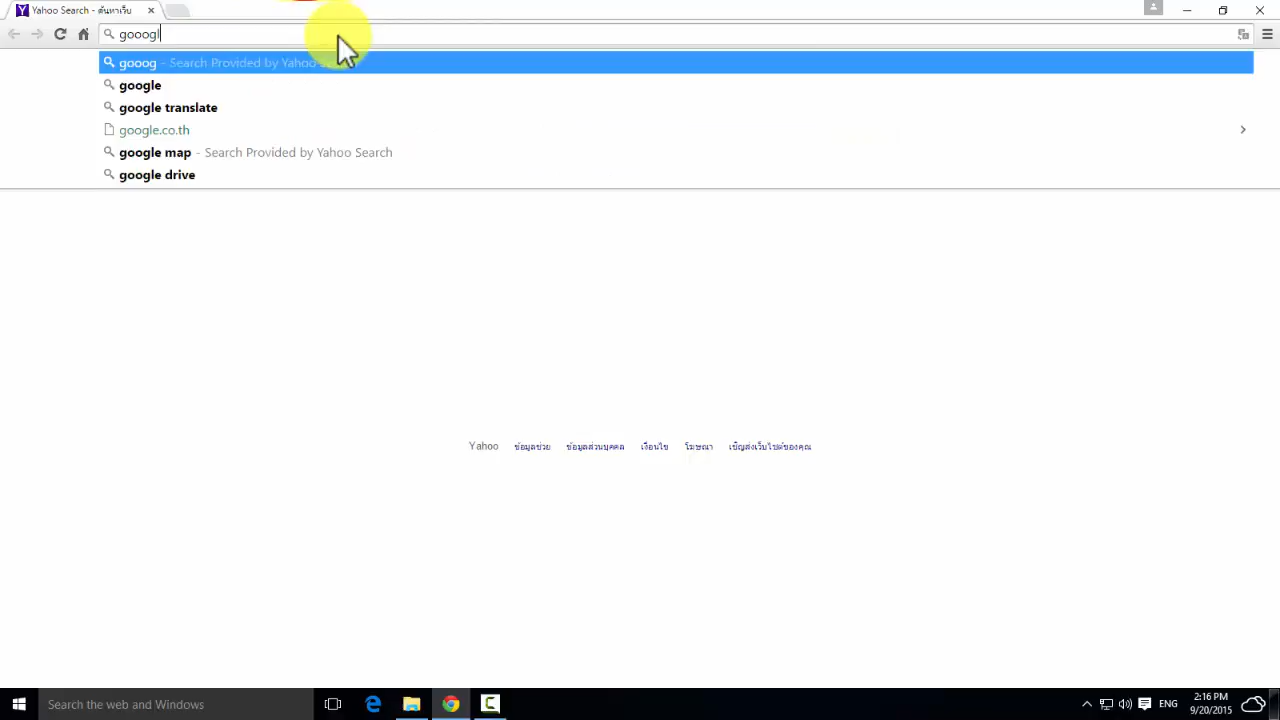 Yahoo Search - ค้นหาเว็บ
gooogl
gooog - Search Provided by Yahoo
google
google translate
google.co.th
google map - Search Provided by Yahoo Search
google drive
Yahoo ข้อมูลช่วย ข้อมูลส่วนบุคคล เงื่อนไข โฆษณา เชิญส่งเว็บไซต์ของคุณ
Search the web and Windows
ENG
2:16 PM
9/20/2015